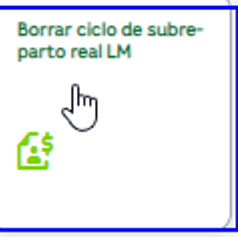 Borrar ciclo de subre-
parto real LM